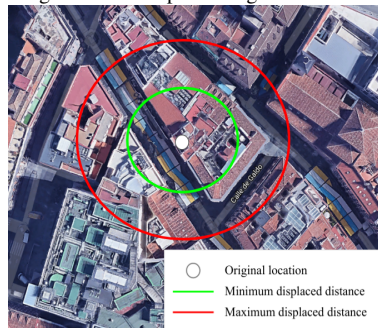 Calle de Galdo
Original location
Minimum displaced distance
Maximum displaced distance